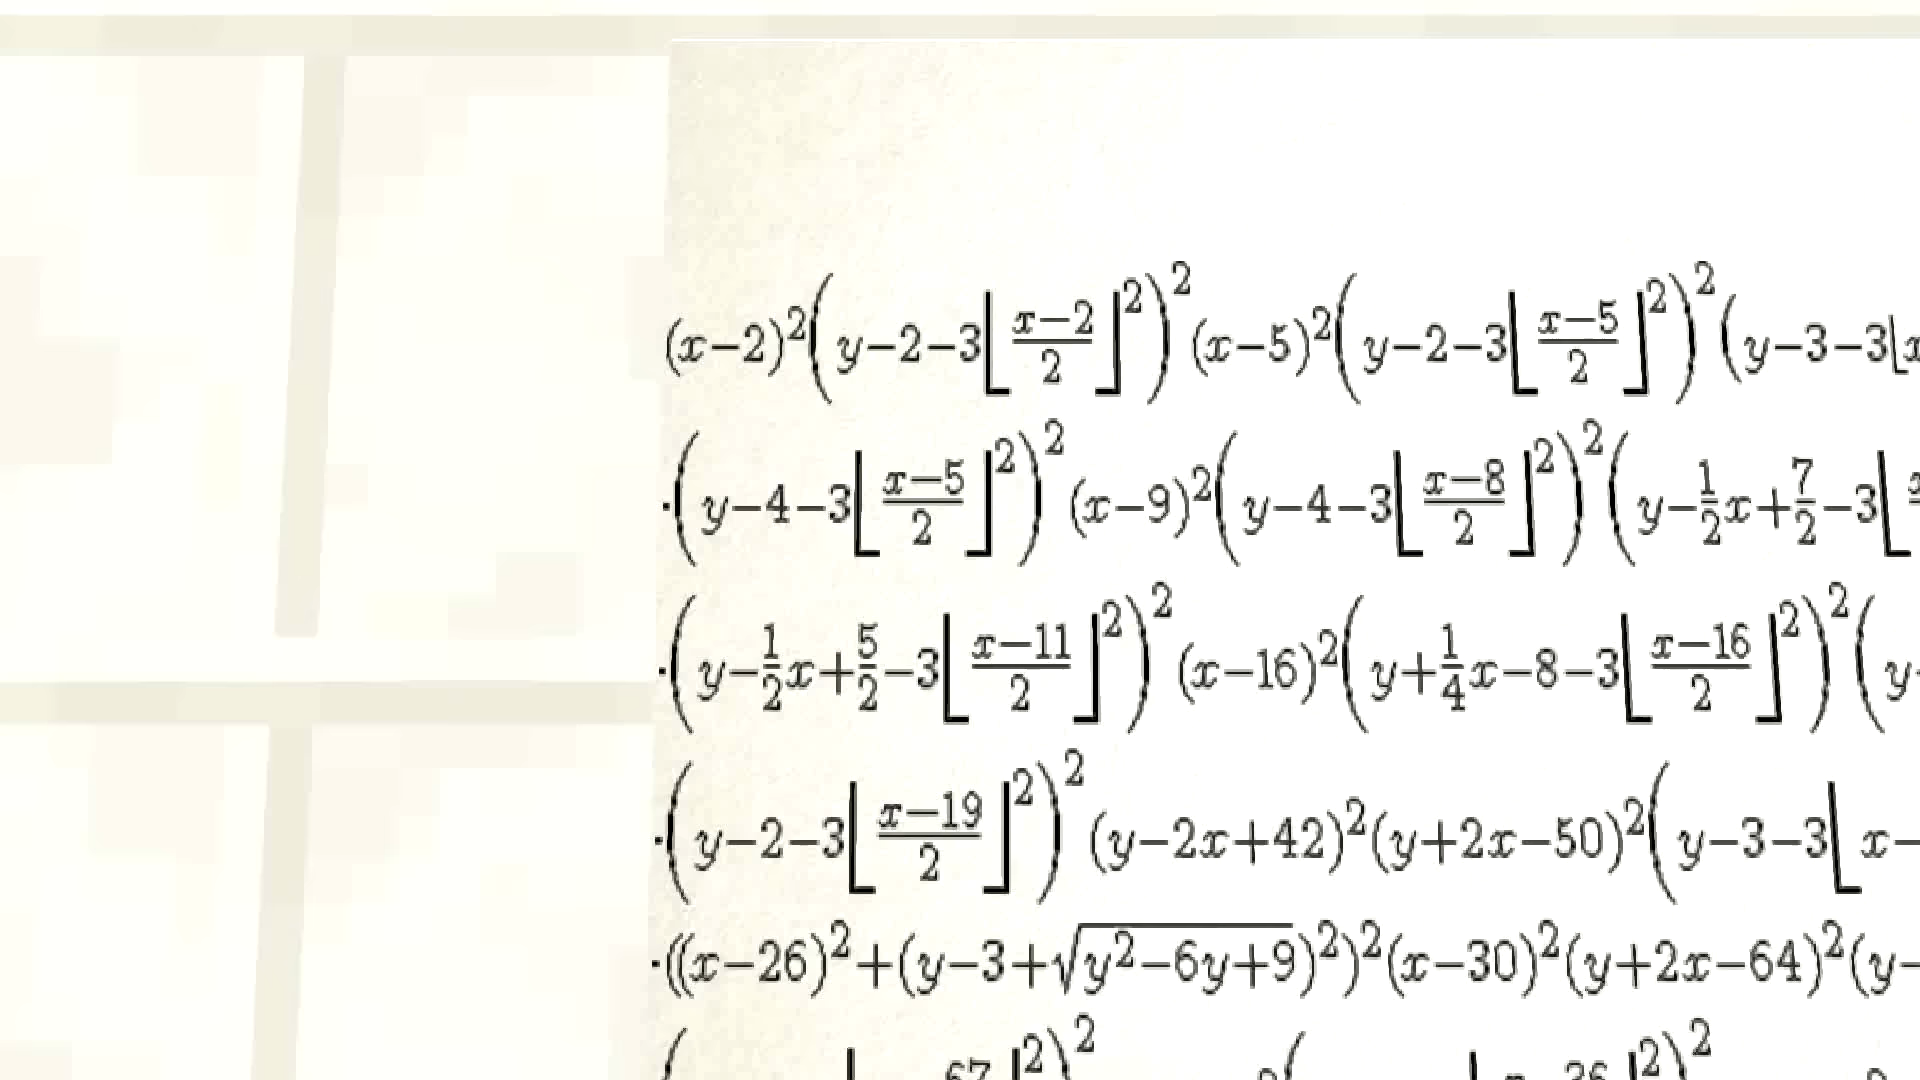 (x−2)²(y−2−3⌊(x−2)/2⌋²)²(x−5)²(y−2−3⌊(x−5)/2⌋²)²(y−3−3⌊x
·(y−4−3⌊(x−5)/2⌋²)²(x−9)²(y−4−3⌊(x−8)/2⌋²)²(y−½x+7/2−3⌊
·(y−½x+5/2−3⌊(x−11)/2⌋²)²(x−16)²(y+¼x−8−3⌊(x−16)/2⌋²)²(y
·(y−2−3⌊(x−19)/2⌋²)²(y−2x+42)²(y+2x−50)²(y−3−3⌊x−
·((x−26)²+(y−3+√(y²−6y+9))²)²(x−30)²(y+2x−64)²(y−